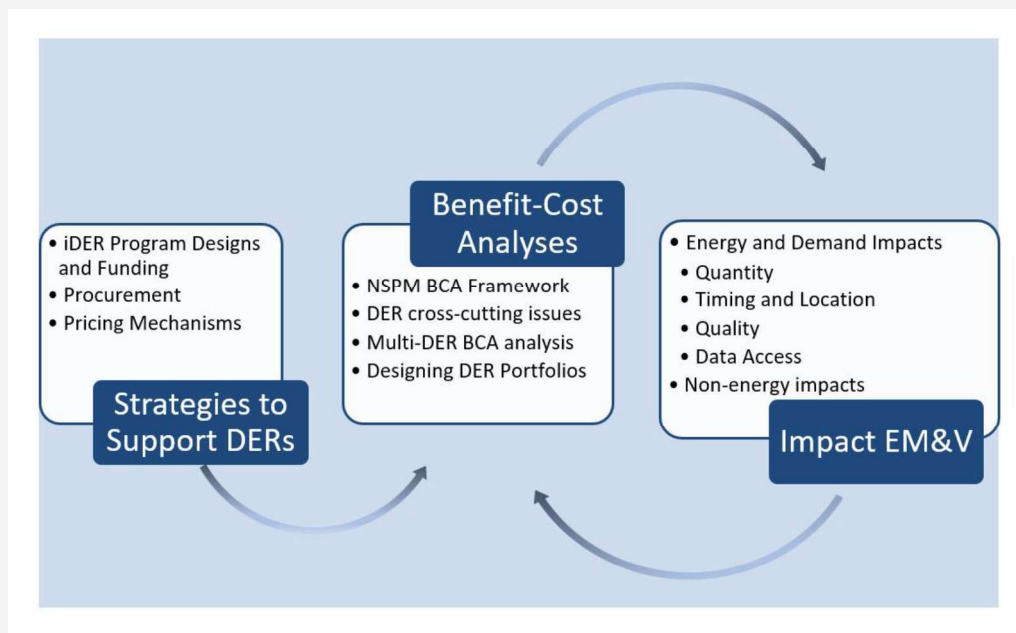 • iDER Program Designs
and Funding
• Procurement
• Pricing Mechanisms
Strategies to
Support DERs
Benefit-Cost
Analyses
• NSPM BCA Framework
• DER cross-cutting issues
• Multi-DER BCA analysis
• Designing DER Portfolios
• Energy and Demand Impacts
• Quantity
• Timing and Location
• Quality
• Data Access
• Non-energy impacts
Impact EM&V